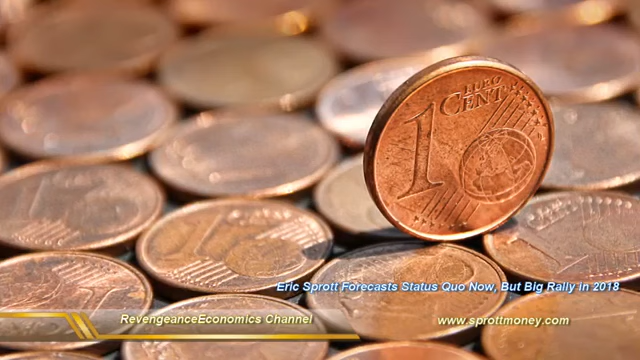 1 EURO
CENT
Eric Sprott Forecasts Status Quo Now, But Big Rally in 2018
RevengeanceEconomics Channel
www.sprottmoney.com